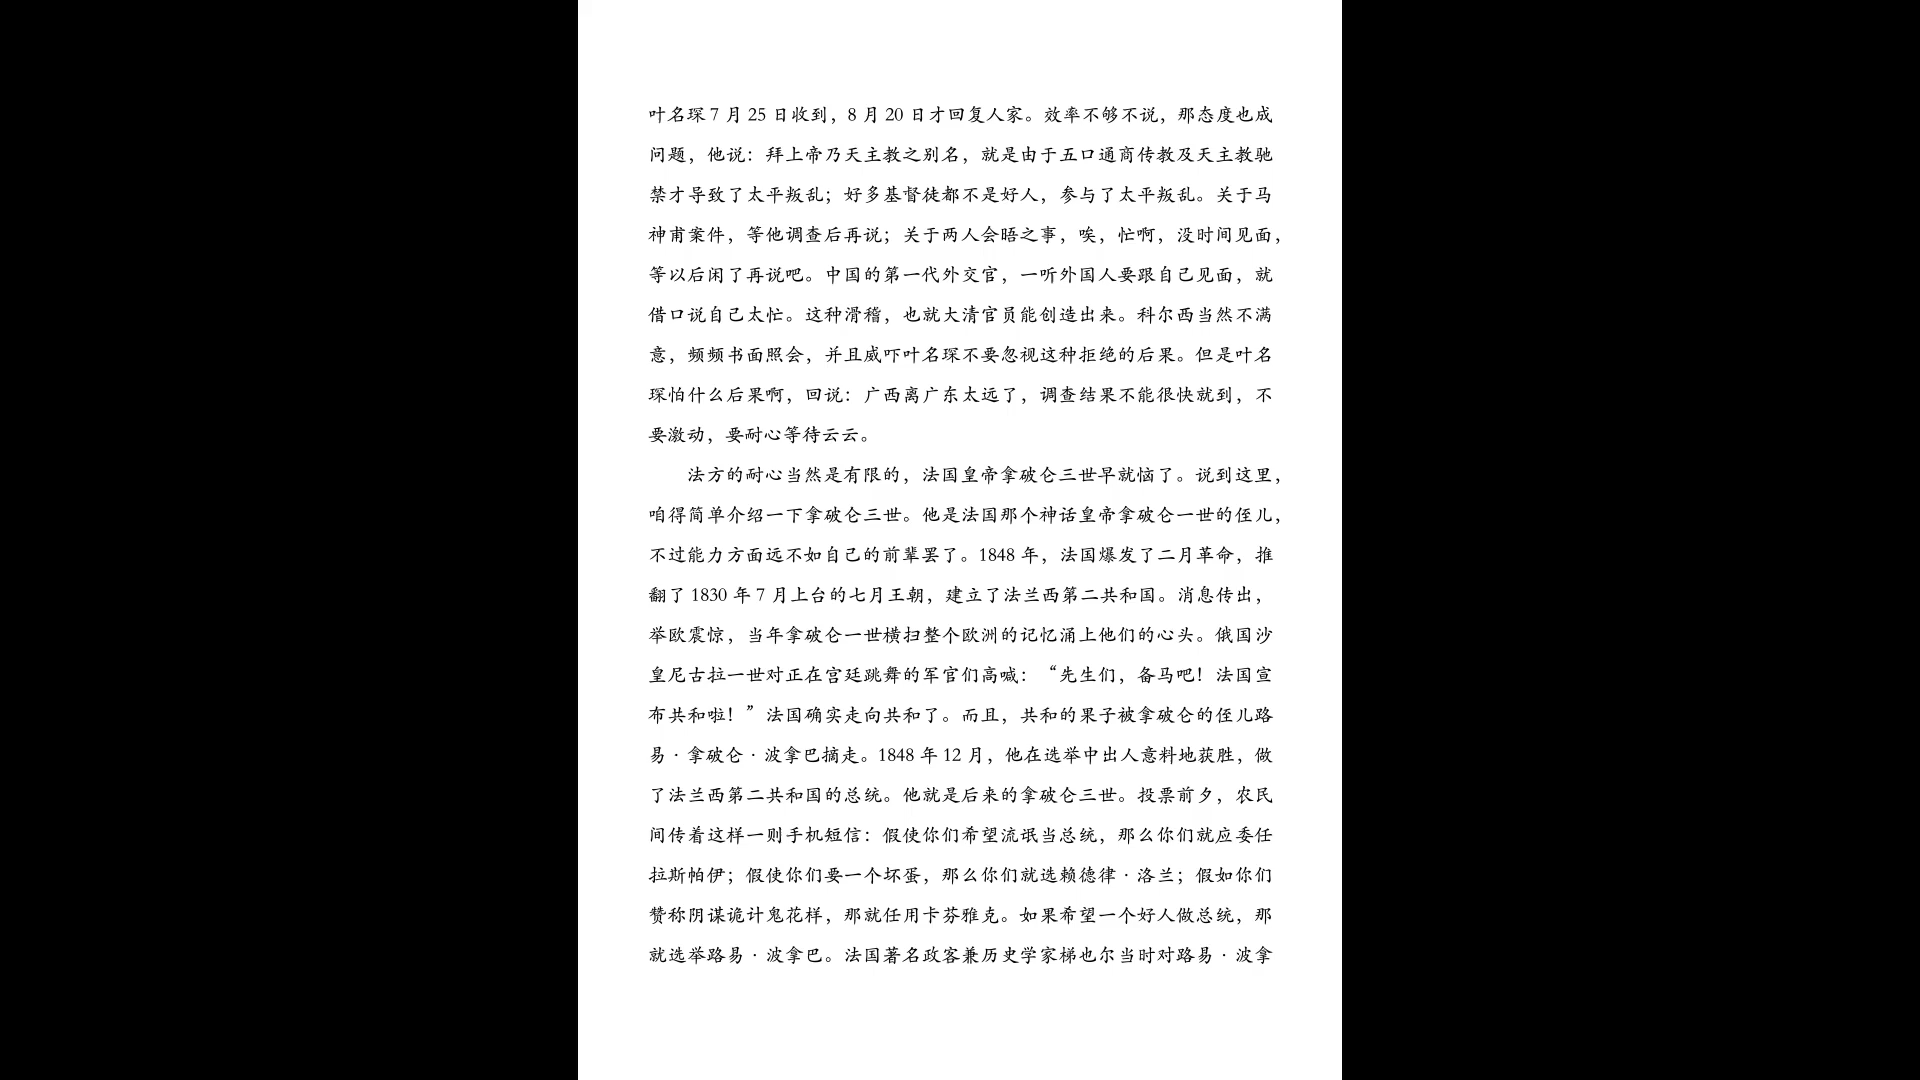 叶名琛 7 月 25 日收到，8 月 20 日才回复人家。效率不够不说，那态度也成
问题，他说：拜上帝乃天主教之别名，就是由于五口通商传教及天主教驰
禁才导致了太平叛乱；好多基督徒都不是好人，参与了太平叛乱。关于马
神甫案件，等他调查后再说；关于两人会晤之事，唉，忙啊，没时间见面，
等以后闲了再说吧。中国的第一代外交官，一听外国人要跟自己见面，就
借口说自己太忙。这种滑稽，也就大清官员能创造出来。科尔西当然不满
意，频频书面照会，并且威吓叶名琛不要忽视这种拒绝的后果。但是叶名
琛怕什么后果啊，回说：广西离广东太远了，调查结果不能很快就到，不
要激动，要耐心等待云云。
法方的耐心当然是有限的，法国皇帝拿破仑三世早就恼了。说到这里，
咱得简单介绍一下拿破仑三世。他是法国那个神话皇帝拿破仑一世的侄儿，
不过能力方面远不如自己的前辈罢了。1848 年，法国爆发了二月革命，推
翻了 1830 年 7 月上台的七月王朝，建立了法兰西第二共和国。消息传出，
举欧震惊，当年拿破仑一世横扫整个欧洲的记忆涌上他们的心头。俄国沙
皇尼古拉一世对正在宫廷跳舞的军官们高喊：“先生们，备马吧！法国宣
布共和啦！”法国确实走向共和了。而且，共和的果子被拿破仑的侄儿路
易·拿破仑·波拿巴摘走。1848 年 12 月，他在选举中出人意料地获胜，做
了法兰西第二共和国的总统。他就是后来的拿破仑三世。投票前夕，农民
间传着这样一则手机短信：假使你们希望流氓当总统，那么你们就应委任
拉斯帕伊；假使你们要一个坏蛋，那么你们就选赖德律·洛兰；假如你们
赞称阴谋诡计鬼花样，那就任用卡芬雅克。如果希望一个好人做总统，那
就选举路易·波拿巴。法国著名政客兼历史学家梯也尔当时对路易·波拿